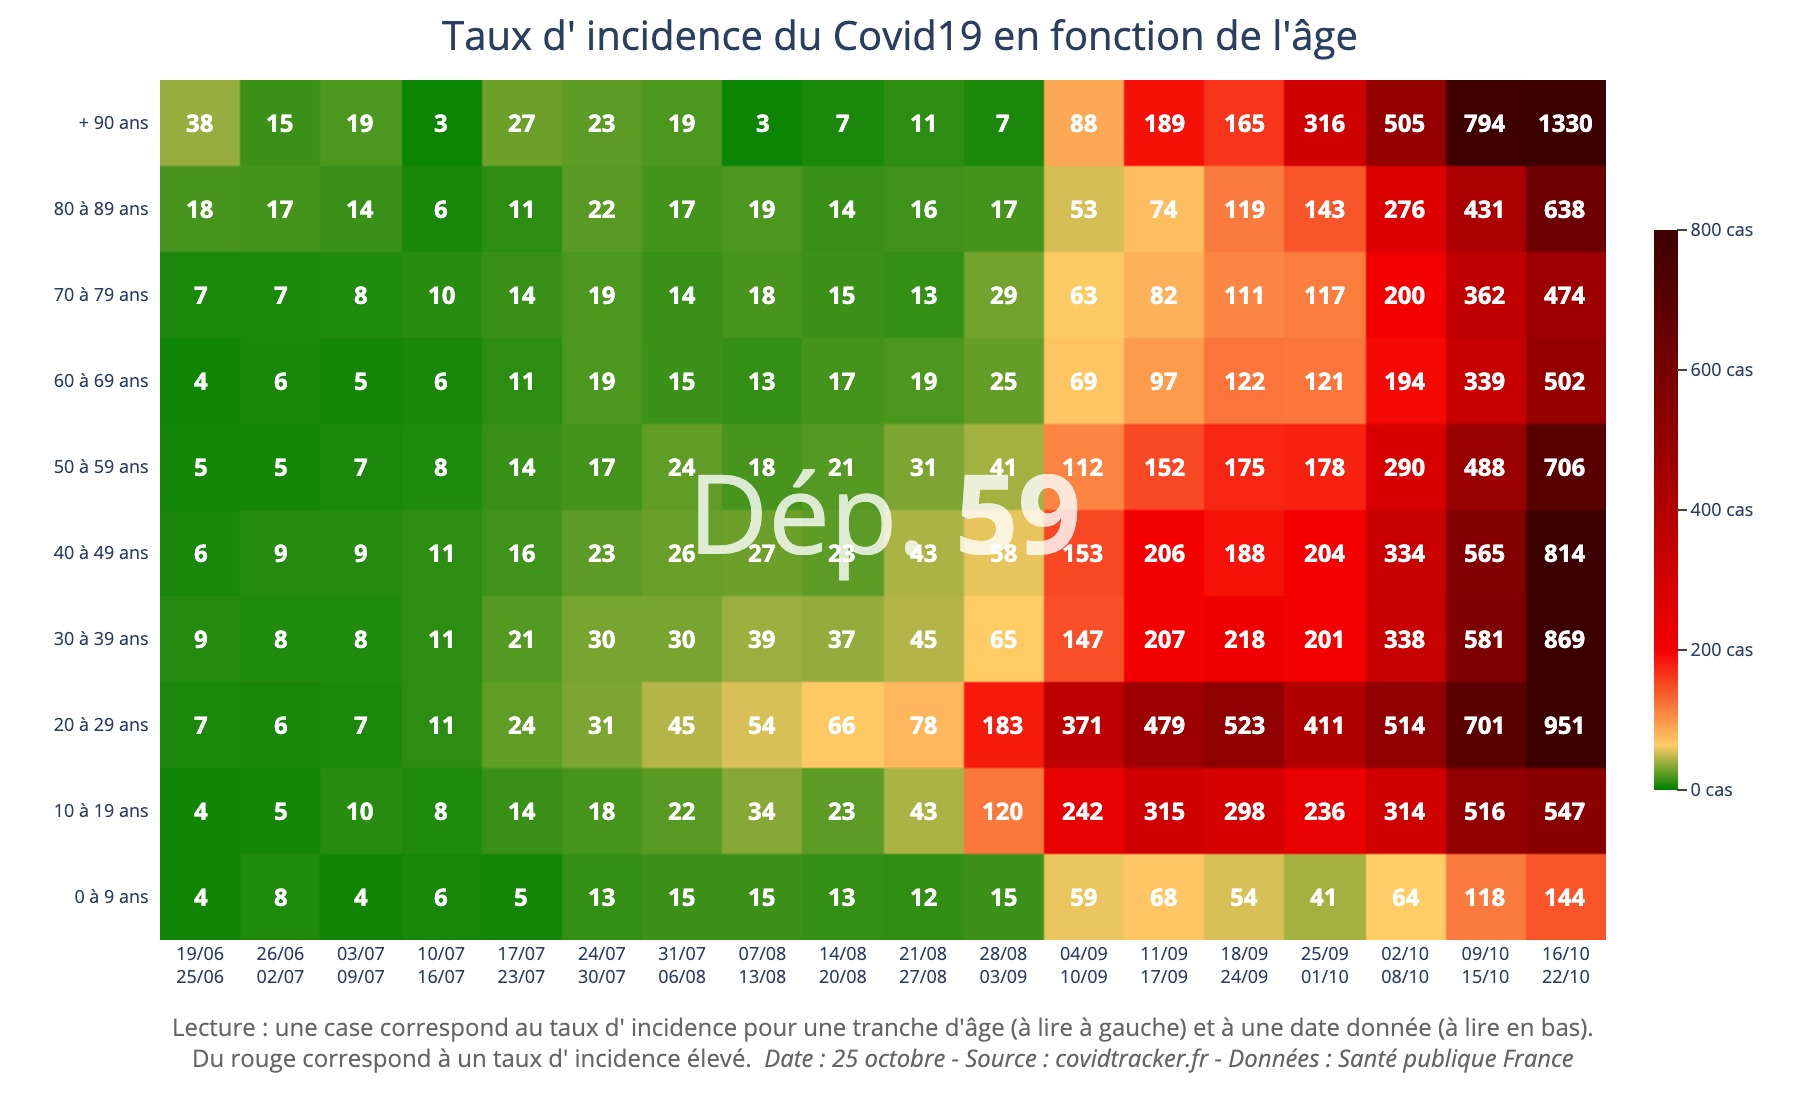 Taux d' incidence du Covid19 en fonction de l'âge
+ 90 ans 38 15 19 3 27 23 19 3 7 11 7 88 189 165 316 505 794 1330
80 à 89 ans 18 17 14 6 11 22 17 19 14 16 17 53 74 119 143 276 431 638
70 à 79 ans 7 7 8 10 14 19 14 18 15 13 29 63 82 111 117 200 362 474
60 à 69 ans 4 6 5 6 11 19 15 13 17 19 25 69 97 122 121 194 339 502
50 à 59 ans 5 5 7 8 14 17 24 18 21 31 41 112 152 175 178 290 488 706
Dép. 59
40 à 49 ans 6 9 9 11 16 23 26 27 23 43 58 153 206 188 204 334 565 814
30 à 39 ans 9 8 8 11 21 30 30 39 37 45 65 147 207 218 201 338 581 869
20 à 29 ans 7 6 7 11 24 31 45 54 66 78 183 371 479 523 411 514 701 951
10 à 19 ans 4 5 10 8 14 18 22 34 23 43 120 242 315 298 236 314 516 547
0 à 9 ans 4 8 4 6 5 13 15 15 13 12 15 59 68 54 41 64 118 144
19/06 26/06 03/07 10/07 17/07 24/07 31/07 07/08 14/08 21/08 28/08 04/09 11/09 18/09 25/09 02/10 09/10 16/10
25/06 02/07 09/07 16/07 23/07 30/07 06/08 13/08 20/08 27/08 03/09 10/09 17/09 24/09 01/10 08/10 15/10 22/10
800 cas
600 cas
400 cas
200 cas
0 cas
Lecture : une case correspond au taux d' incidence pour une tranche d'âge (à lire à gauche) et à une date donnée (à lire en bas).
Du rouge correspond à un taux d' incidence élevé. Date : 25 octobre - Source : covidtracker.fr - Données : Santé publique France